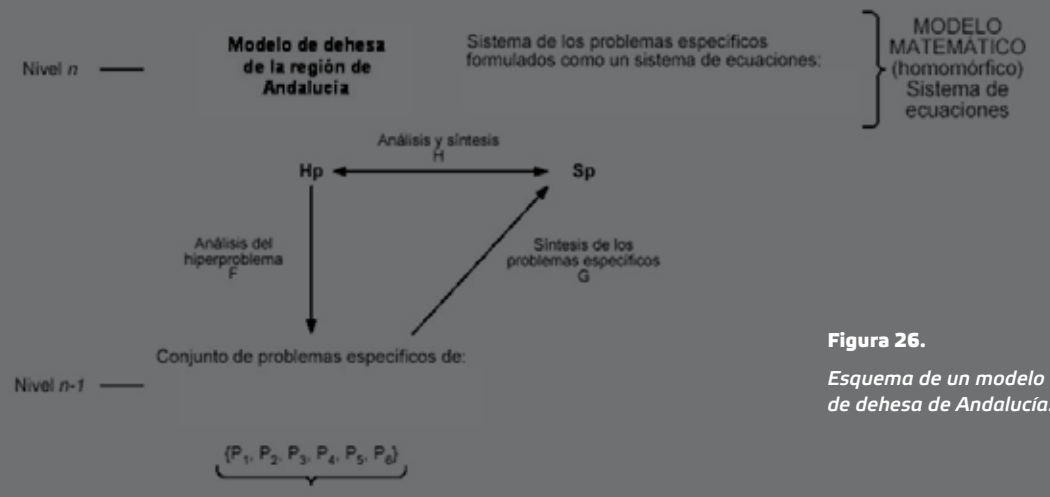 Nivel n
Modelo de dehesa
de la región de
Andalucía
Sistema de los problemas específicos
formulados como un sistema de ecuaciones:
MODELO
MATEMÁTICO
(homomórfico)
Sistema de
ecuaciones
Análisis y síntesis
H
Hp
Sp
Análisis del
hiperproblema
F
Síntesis de los
problemas específicos
G
Conjunto de problemas específicos de:
Nivel n-1
{P₁, P₂, P₃, P₄, P₅, P₆}
Figura 26.
Esquema de un modelo
de dehesa de Andalucía.